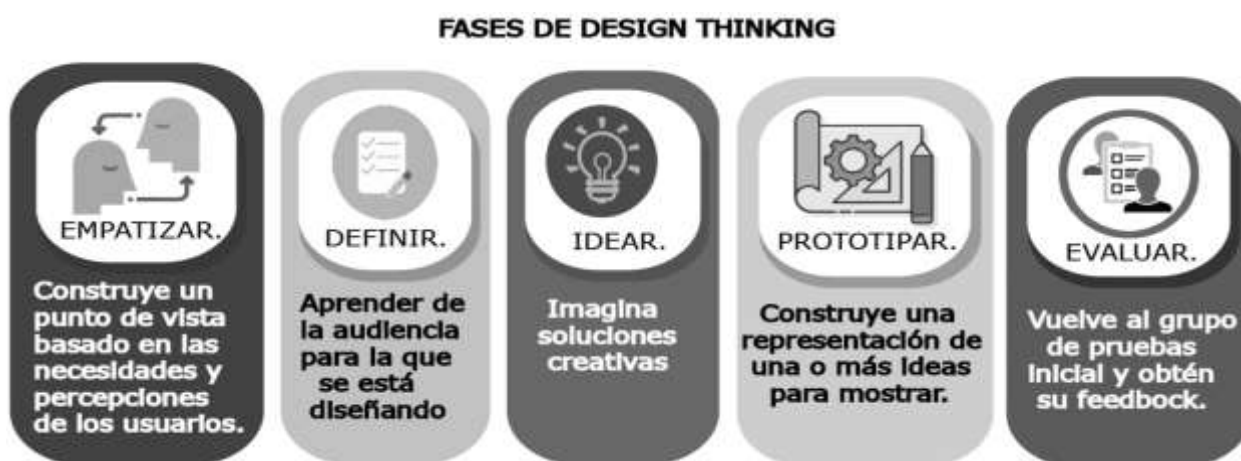 FASES DE DESIGN THINKING
EMPATIZAR.
Construye un
punto de vista
basado en las
necesidades y
percepciones
de los usuarios.
DEFINIR.
Aprender de
la audiencia
para la que
se está
diseñando
IDEAR.
Imagina
soluciones
creativas
PROTOTIPAR.
Construye una
representación de
una o más ideas
para mostrar.
EVALUAR.
Vuelve al grupo
de pruebas
inicial y obtén
su feedbock.